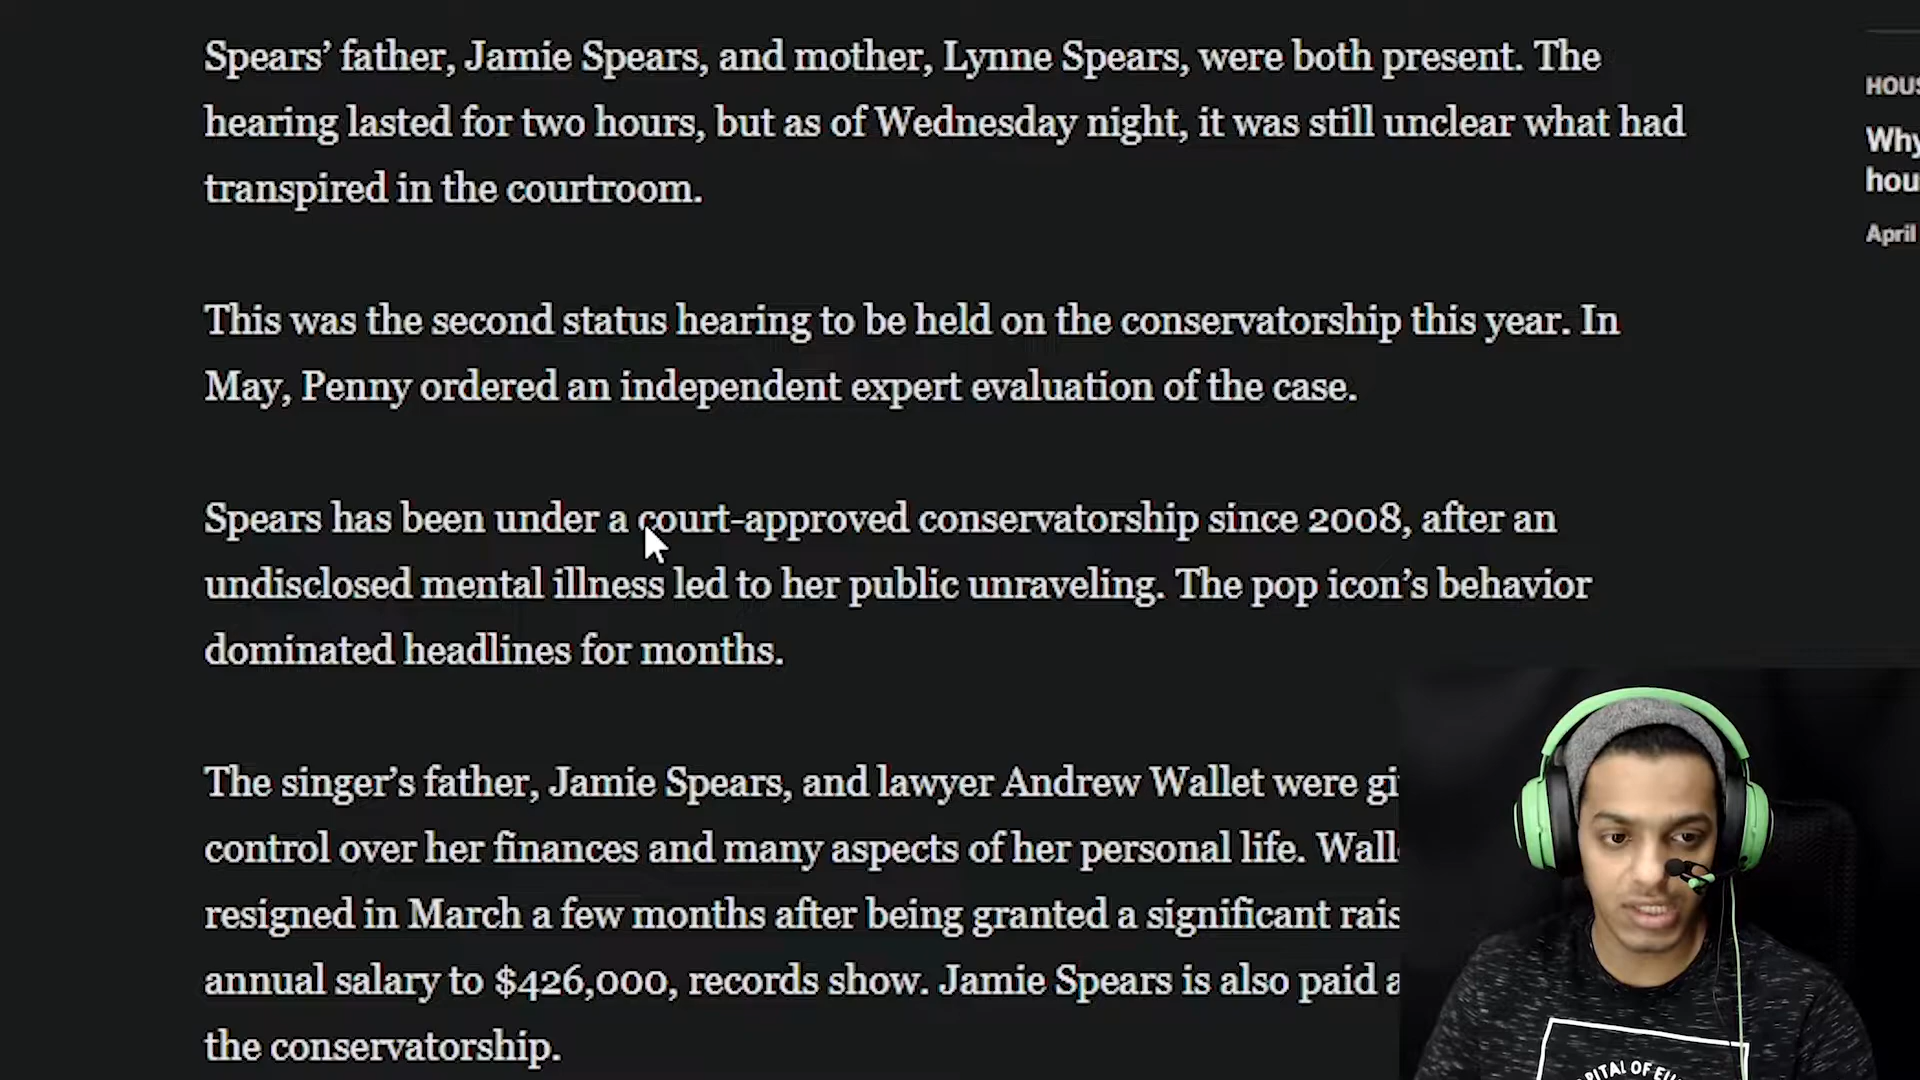 Spears’ father, Jamie Spears, and mother, Lynne Spears, were both present. The
hearing lasted for two hours, but as of Wednesday night, it was still unclear what had
transpired in the courtroom.
This was the second status hearing to be held on the conservatorship this year. In
May, Penny ordered an independent expert evaluation of the case.
Spears has been under a court-approved conservatorship since 2008, after an
undisclosed mental illness led to her public unraveling. The pop icon’s behavior
dominated headlines for months.
The singer’s father, Jamie Spears, and lawyer Andrew Wallet were
control over her finances and many aspects of her personal life.
resigned in March a few months after being granted a significant
annual salary to $426,000, records show. Jamie Spears is also paid
the conservatorship.
Why
April
OF